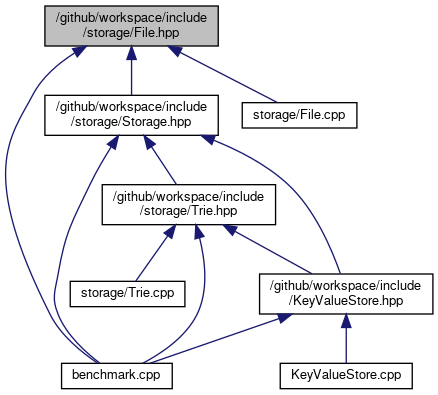 /github/workspace/include
/storage/File.hpp
/github/workspace/include
/storage/Storage.hpp
storage/File.cpp
/github/workspace/include
/storage/Trie.hpp
storage/Trie.cpp
/github/workspace/include
/KeyValueStore.hpp
benchmark.cpp
KeyValueStore.cpp